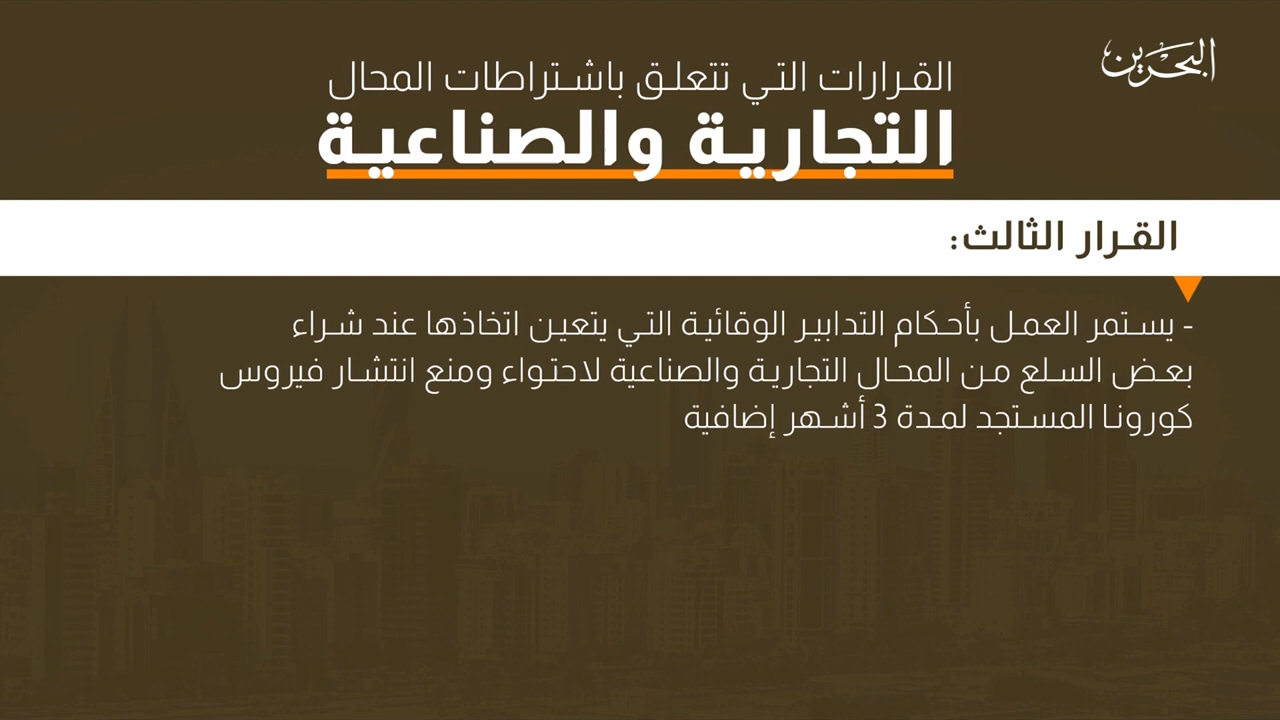 البحرين
القرارات التي تتعلق باشتراطات المحال
التجارية والصناعية
القرار الثالث:
- يستمر العمل بأحكام التدابير الوقائية التي يتعين اتخاذها عند شراء
بعض السلع من المحال التجارية والصناعية لاحتواء ومنع انتشار فيروس
كورونا المستجد لمدة 3 أشهر إضافية